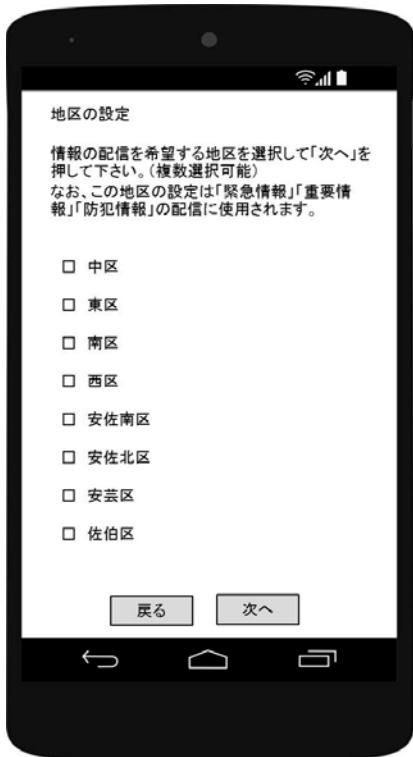 地区の設定
情報の配信を希望する地区を選択して「次へ」を
押して下さい。(複数選択可能)
なお、この地区の設定は「緊急情報」「重要情
報」「防犯情報」の配信に使用されます。
中区
東区
南区
西区
安佐南区
安佐北区
安芸区
佐伯区
戻る 次へ